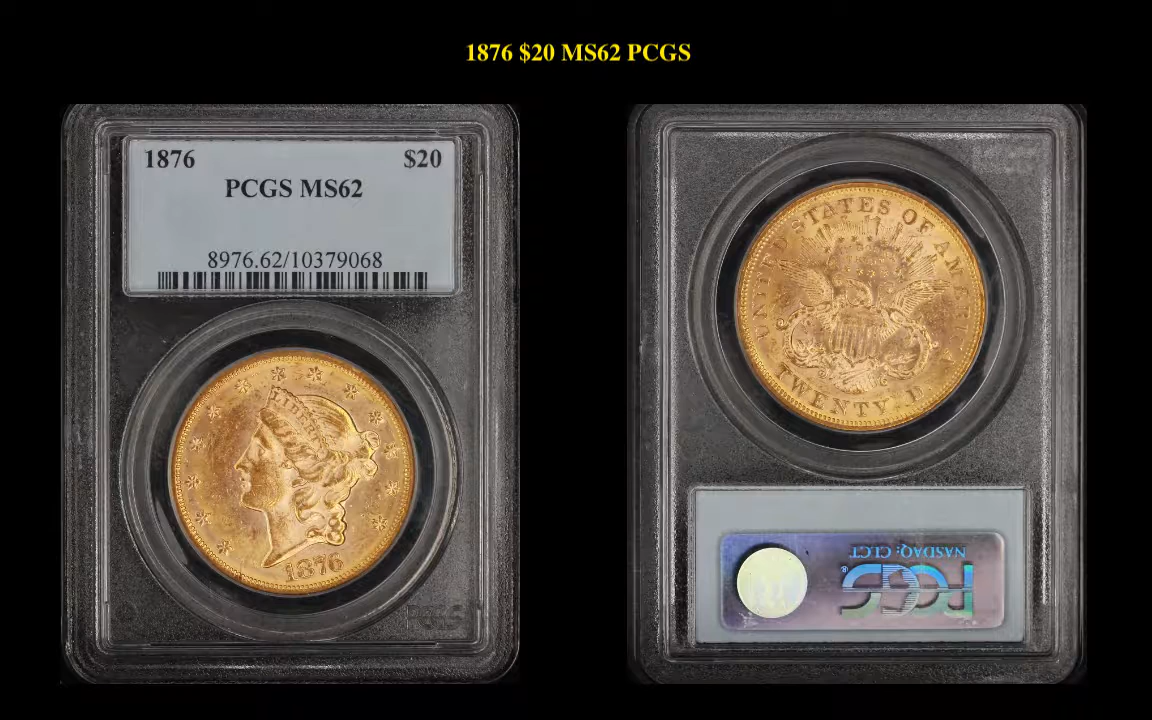 1876 $20 MS62 PCGS
1876 $20
PCGS MS62
8976.62/10379068
LIBERTY
1876
PCGS
UNITED STATES OF AMERICA
TWENTY D.
NASDAQ: CLCT
PCGS®